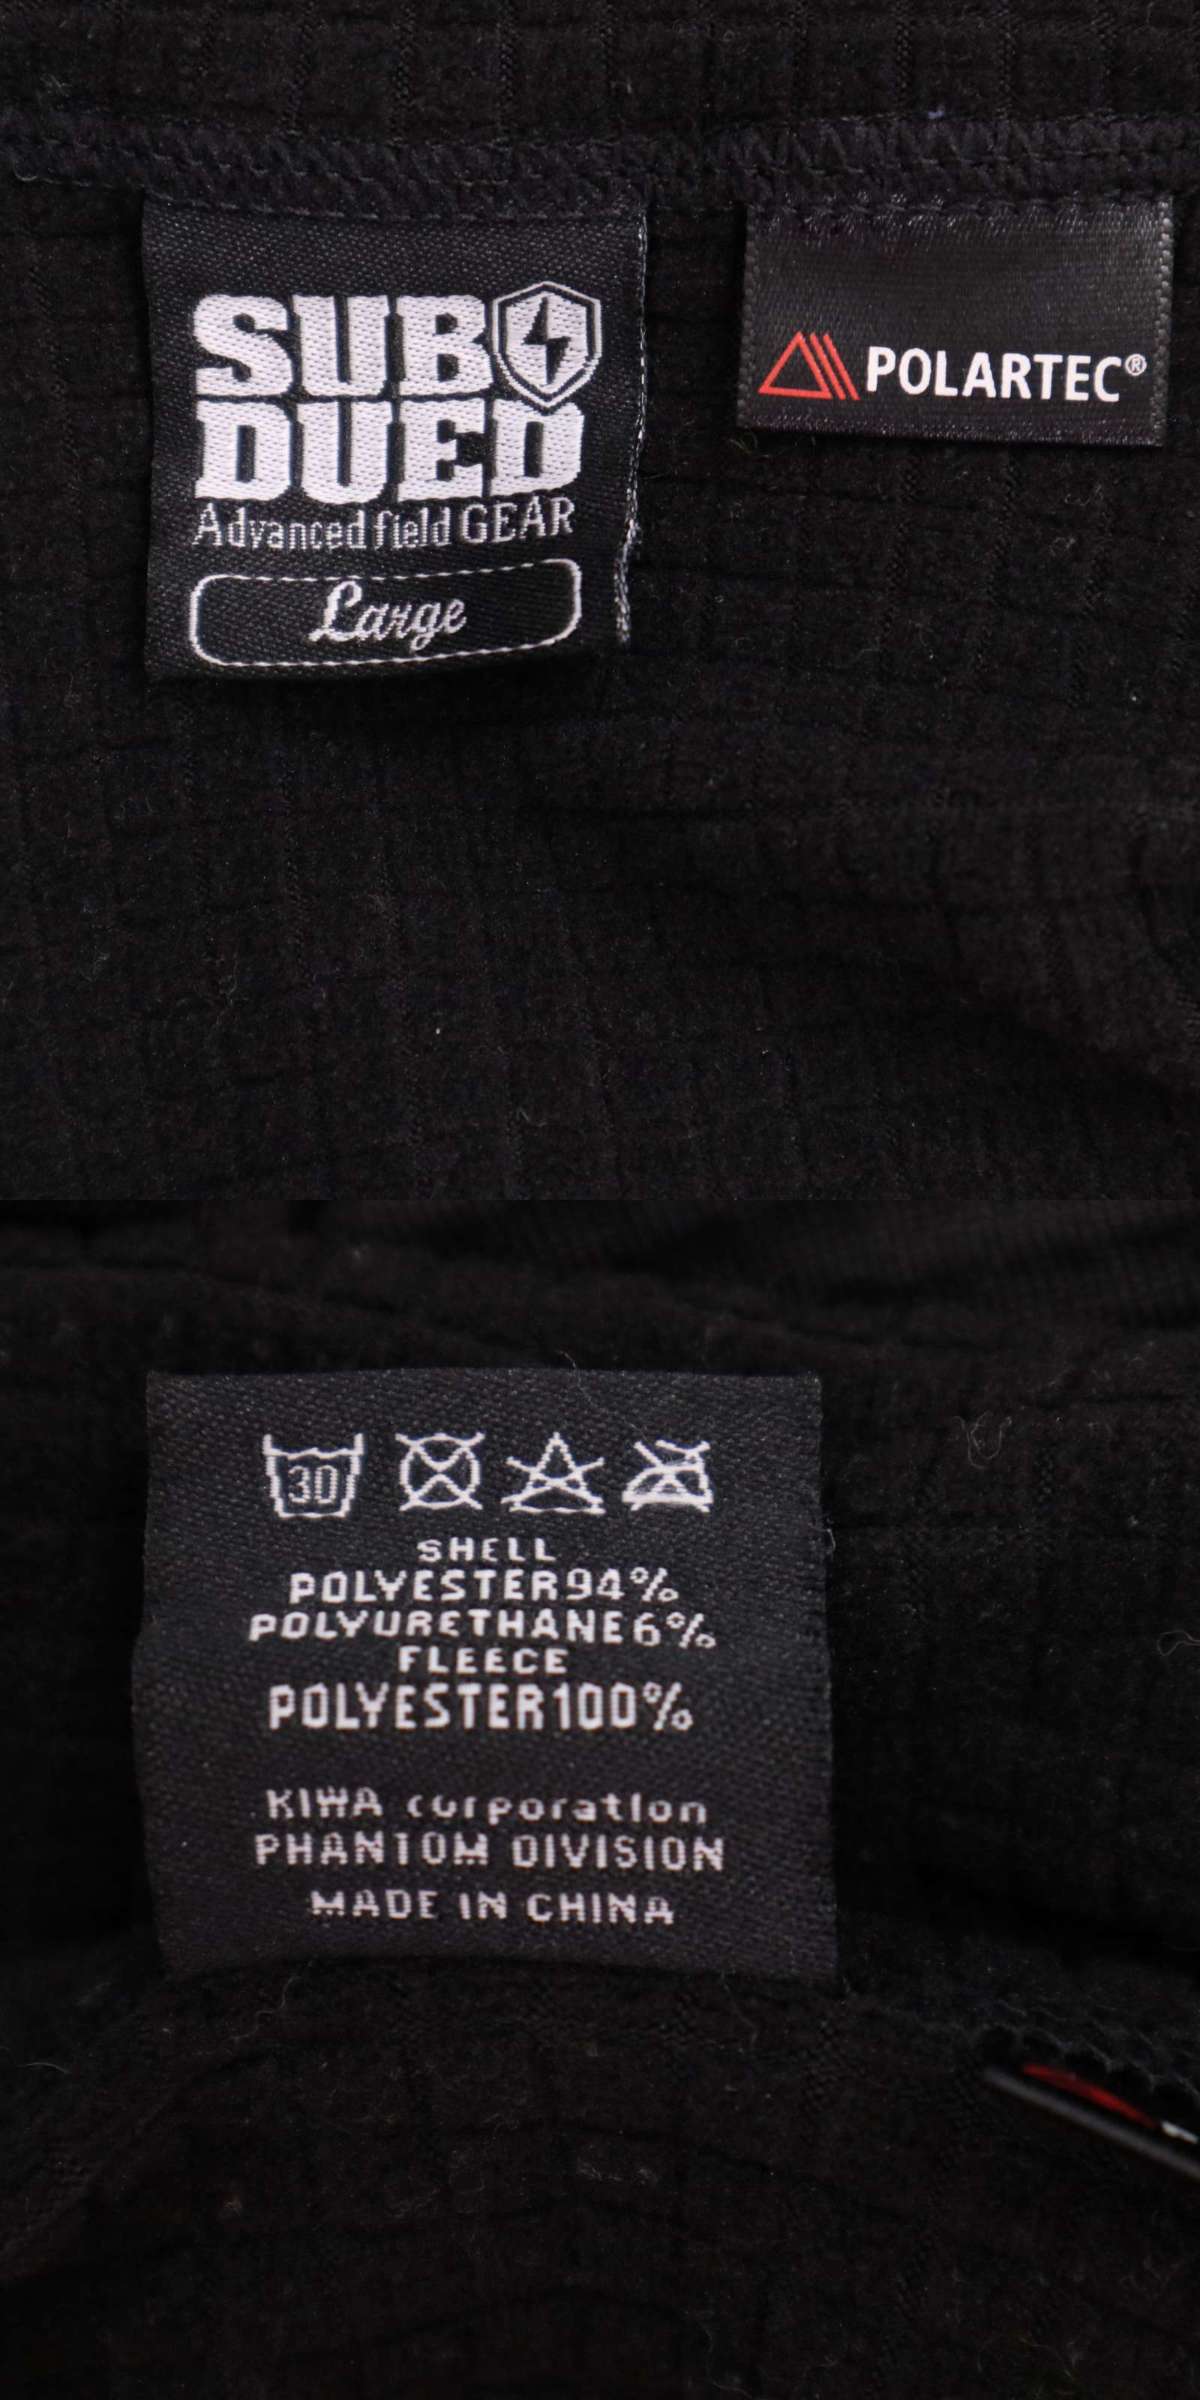 SUB
DUED
Advanced field GEAR
Large
POLARTEC®
30
SHELL
POLYESTER94%
POLYURETHANE6%
FLEECE
POLYESTER100%
KIWA corporation
PHANTOM DIVISION
MADE IN CHINA